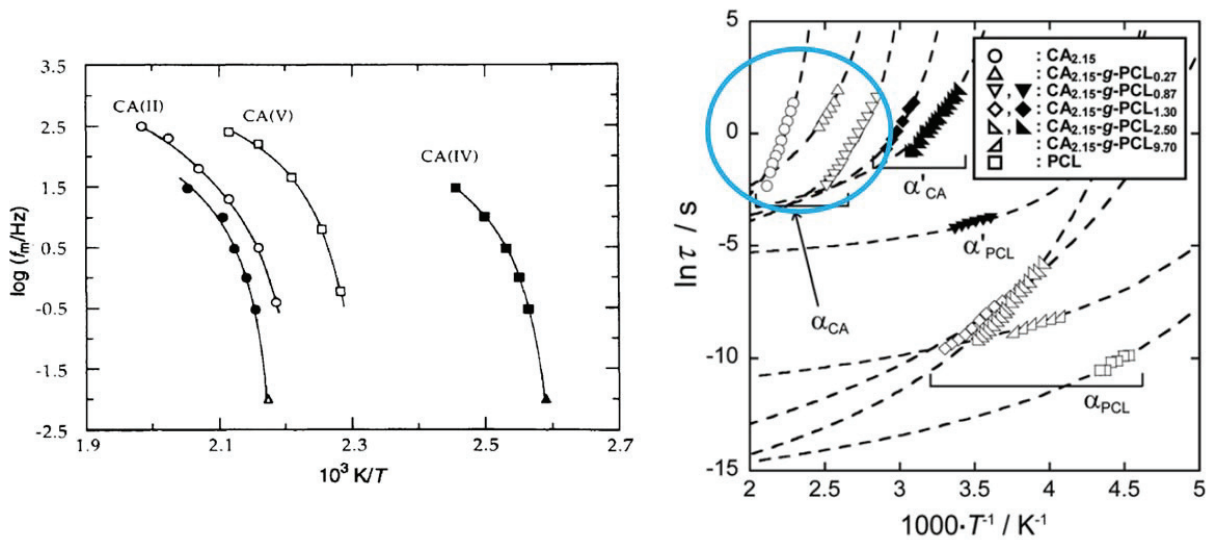 3.5
2.5
1.5
0.5
-0.5
-1.5
-2.5
log (fm/Hz)
CA(II)
CA(V)
CA(IV)
1.9
2.1
2.3
2.5
2.7
10³ K/T
5
0
-5
-10
-15
ln τ / s
: CA2.15
: CA2.15-g-PCL0.27
, : CA2.15-g-PCL0.87
, : CA2.15-g-PCL1.30
, : CA2.15-g-PCL2.50
: CA2.15-g-PCL9.70
: PCL
α'CA
α'PCL
αCA
αPCL
2
2.5
3
3.5
4
4.5
5
1000·T⁻¹ / K⁻¹